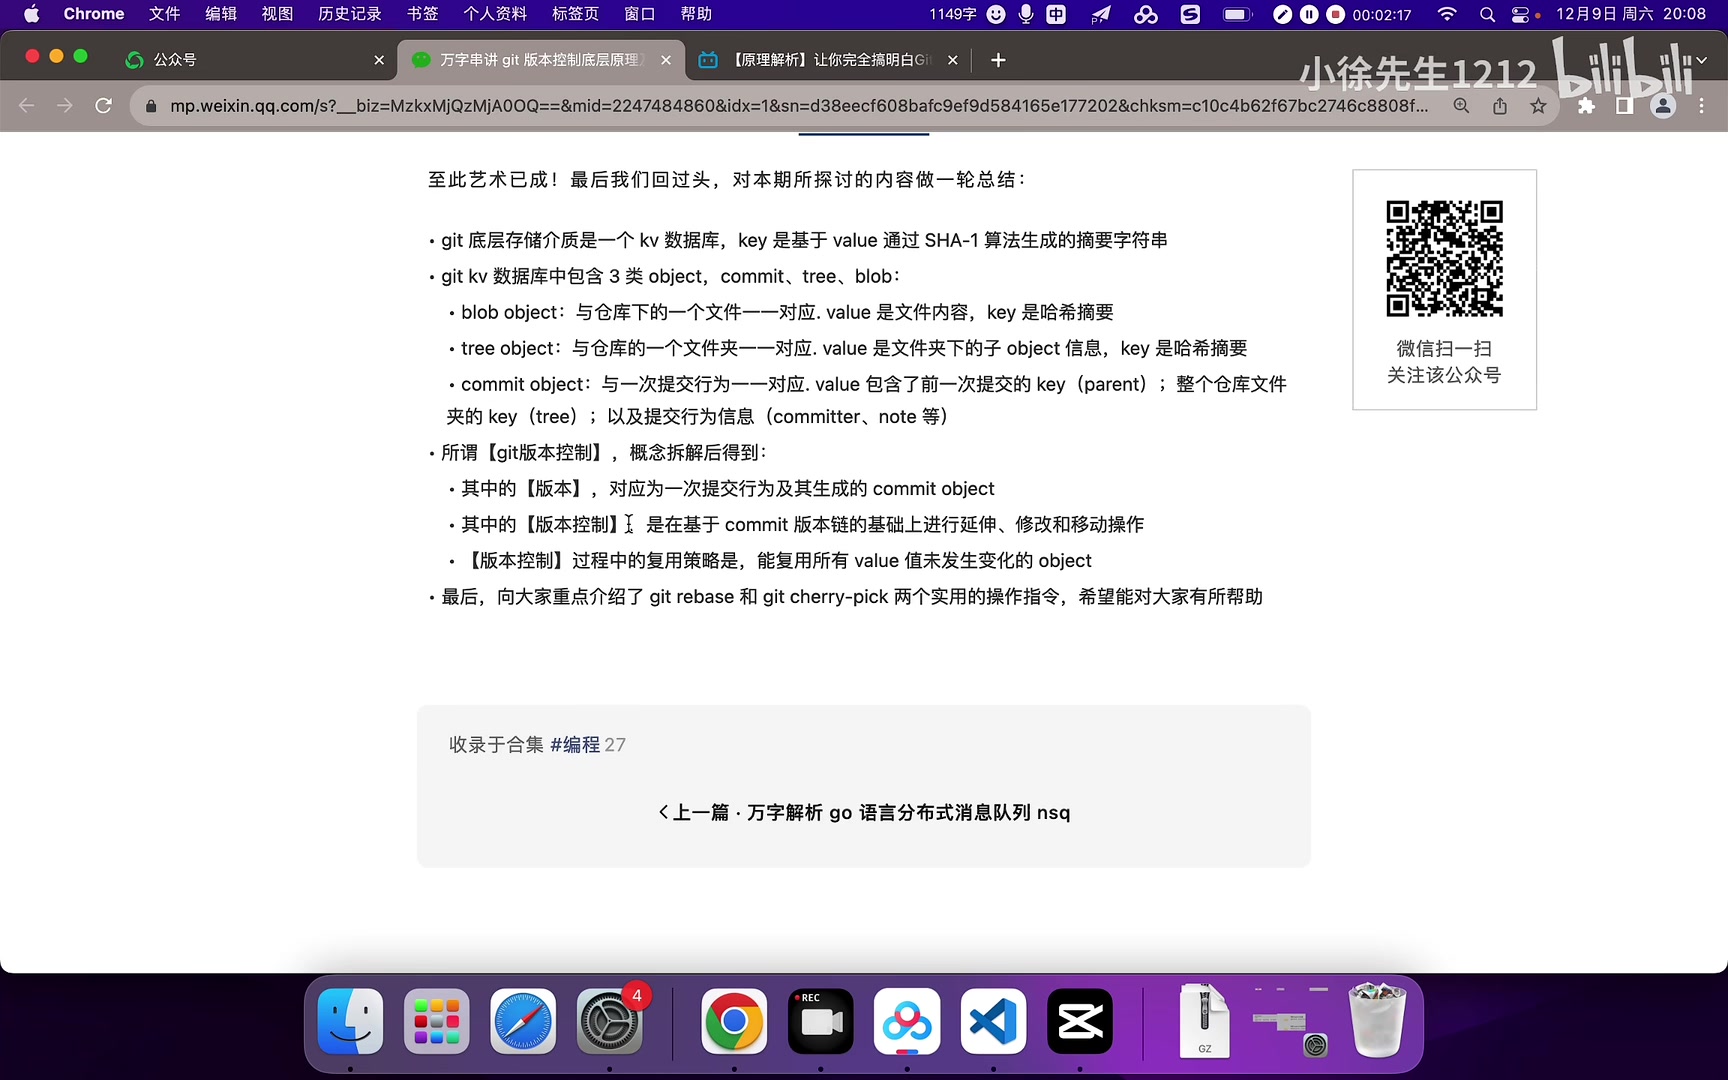 Chrome 文件 编辑 视图 历史记录 书签 个人资料 标签页 窗口 帮助 1149字 中 00:02:17 12月9日 周六 20:08
公众号 万字串讲 git 版本控制底层原理 【原理解析】让你完全搞明白Git
小徐先生1212 bilibili
mp.weixin.qq.com/s?__biz=MzkxMjQzMjA0OQ==&mid=2247484860&idx=1&sn=d38eecf608bafc9ef9d584165e177202&chksm=c10c4b62f67bc2746c8808f...
至此艺术已成！最后我们回过头，对本期所探讨的内容做一轮总结：
• git 底层存储介质是一个 kv 数据库，key 是基于 value 通过 SHA-1 算法生成的摘要字符串
• git kv 数据库中包含 3 类 object，commit、tree、blob：
• blob object：与仓库下的一个文件一一对应. value 是文件内容，key 是哈希摘要
• tree object：与仓库的一个文件夹一一对应. value 是文件夹下的子 object 信息，key 是哈希摘要
• commit object：与一次提交行为一一对应. value 包含了前一次提交的 key（parent）；整个仓库文件
夹的 key（tree）；以及提交行为信息（committer、note 等）
• 所谓【git版本控制】，概念拆解后得到：
• 其中的【版本】，对应为一次提交行为及其生成的 commit object
• 其中的【版本控制】，是在基于 commit 版本链的基础上进行延伸、修改和移动操作
• 【版本控制】过程中的复用策略是，能复用所有 value 值未发生变化的 object
• 最后，向大家重点介绍了 git rebase 和 git cherry-pick 两个实用的操作指令，希望能对大家有所帮助
微信扫一扫
关注该公众号
收录于合集 #编程 27
上一篇 · 万字解析 go 语言分布式消息队列 nsq
4
REC
GZ